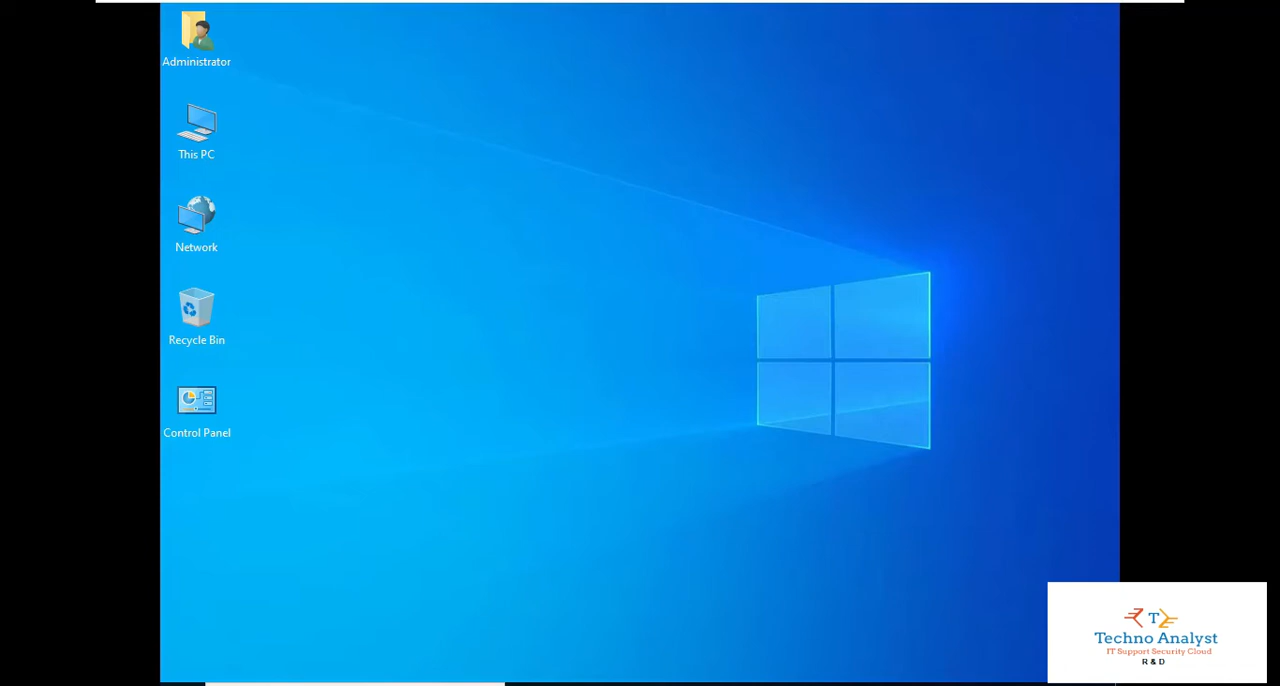 Administrator
This PC
Network
Recycle Bin
Control Panel
T
Techno Analyst
IT Support Security Cloud
R & D